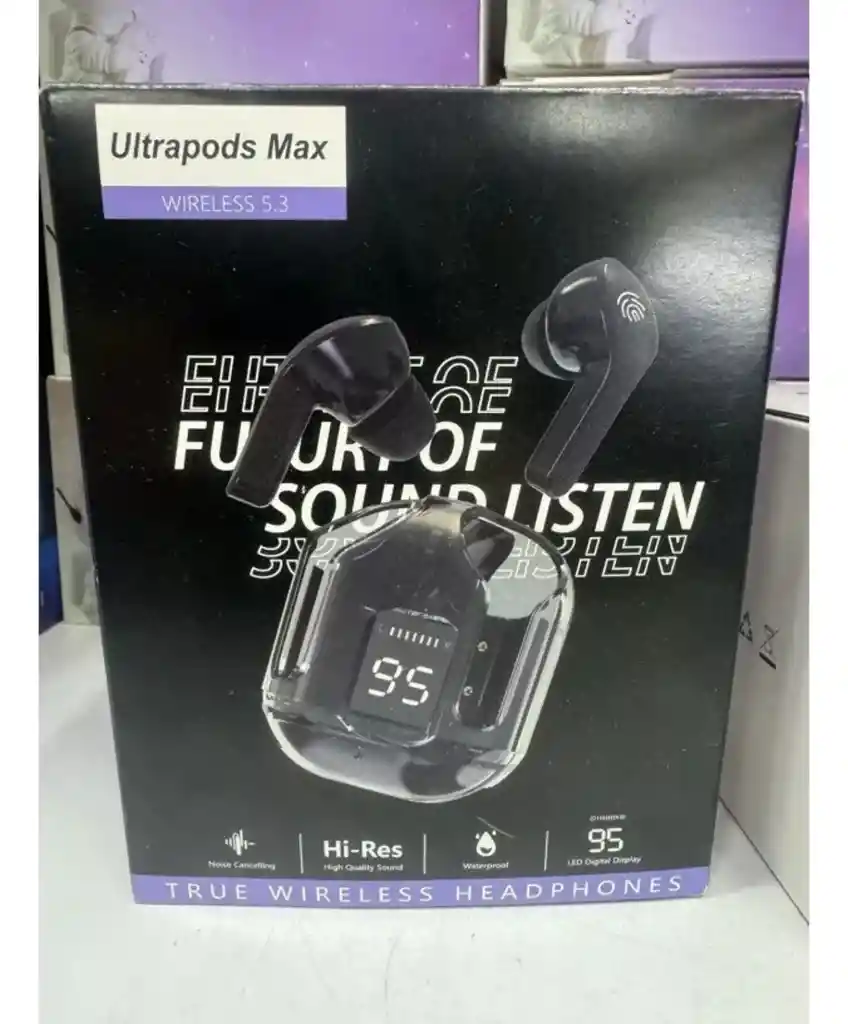 Ultrapods Max
WIRELESS 5.3
FUTURT OF
SOUND LISTEN
95
Noise Cancelling
Hi-Res
High Quality Sound
Waterproof
95
LED Digital Display
TRUE WIRELESS HEADPHONES